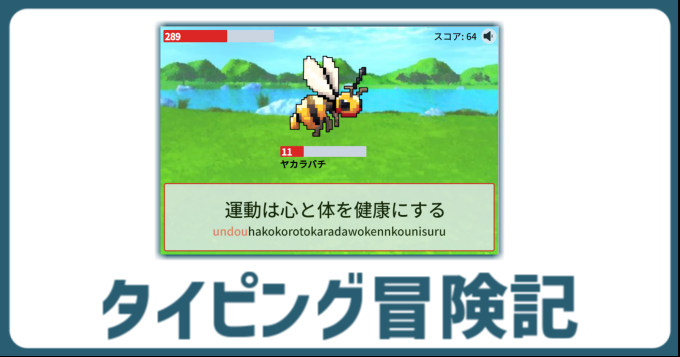 289
スコア: 64
11
ヤカラバチ
運動は心と体を健康にする
undouhakokorotokaradawokennkounisuru
タイピング冒険記